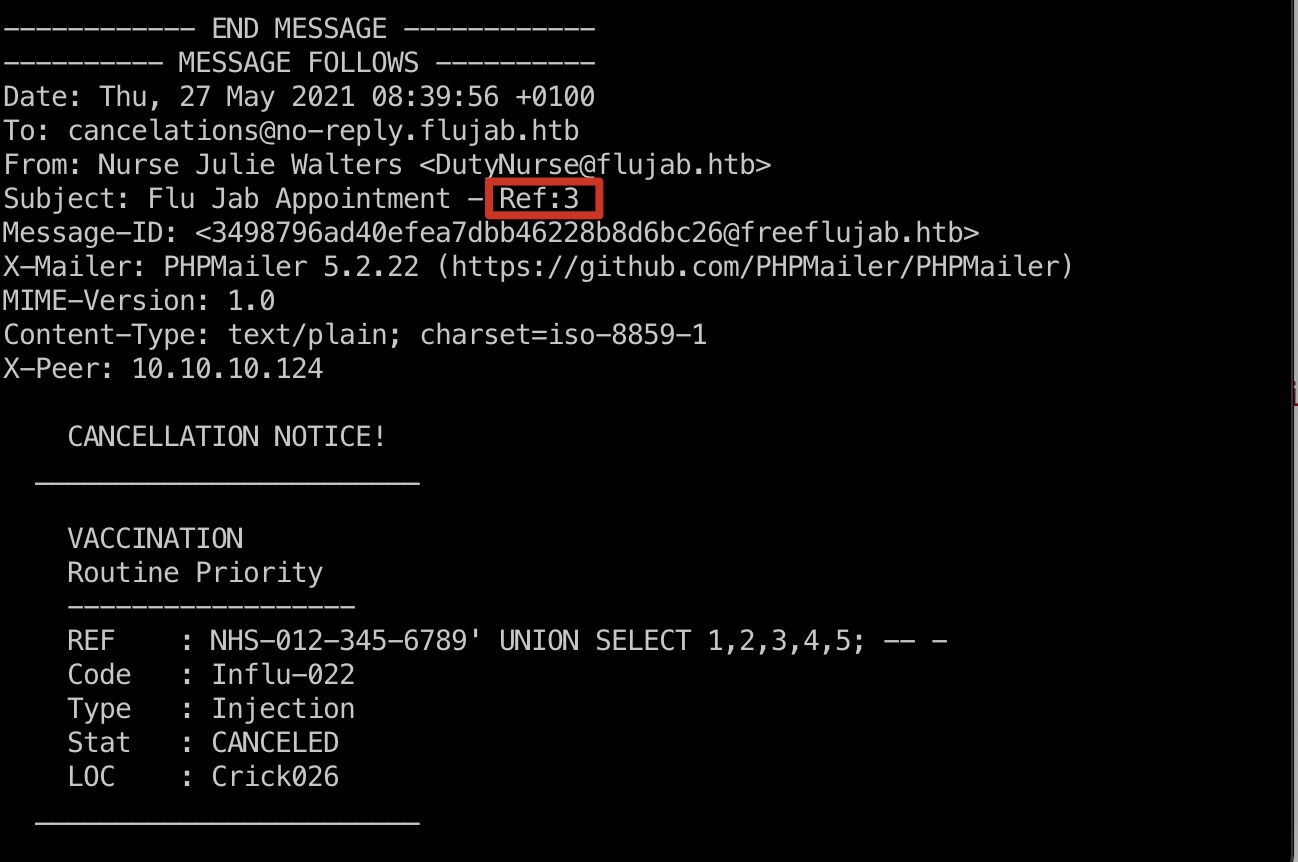 ------------ END MESSAGE ------------
---------- MESSAGE FOLLOWS ----------
Date: Thu, 27 May 2021 08:39:56 +0100
To: cancelations@no-reply.flujab.htb
From: Nurse Julie Walters <DutyNurse@flujab.htb>
Subject: Flu Jab Appointment - Ref:3
Message-ID: <3498796ad40efea7dbb46228b8d6bc26@freeflujab.htb>
X-Mailer: PHPMailer 5.2.22 (https://github.com/PHPMailer/PHPMailer)
MIME-Version: 1.0
Content-Type: text/plain; charset=iso-8859-1
X-Peer: 10.10.10.124
CANCELLATION NOTICE!
________________________
VACCINATION
Routine Priority
------------------
REF    : NHS-012-345-6789' UNION SELECT 1,2,3,4,5; -- -
Code   : Influ-022
Type   : Injection
Stat   : CANCELED
LOC    : Crick026
________________________